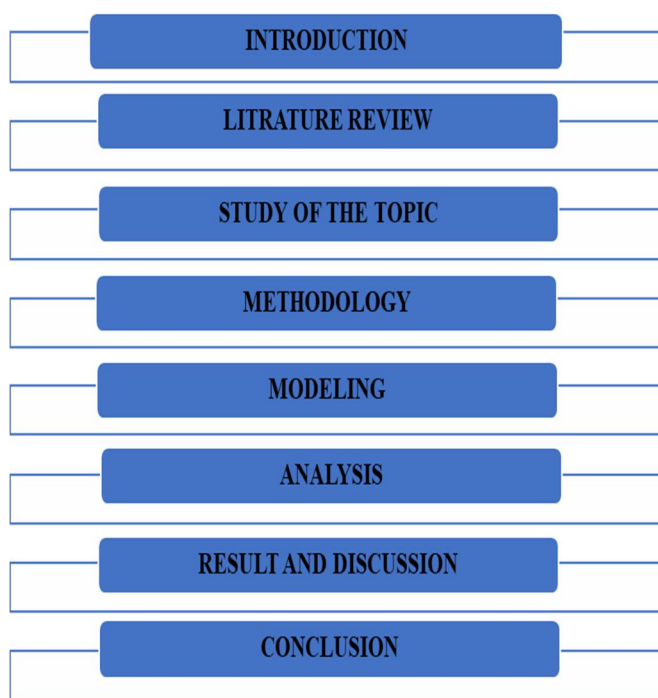 INTRODUCTION
LITRATURE REVIEW
STUDY OF THE TOPIC
METHODOLOGY
MODELING
ANALYSIS
RESULT AND DISCUSSION
CONCLUSION